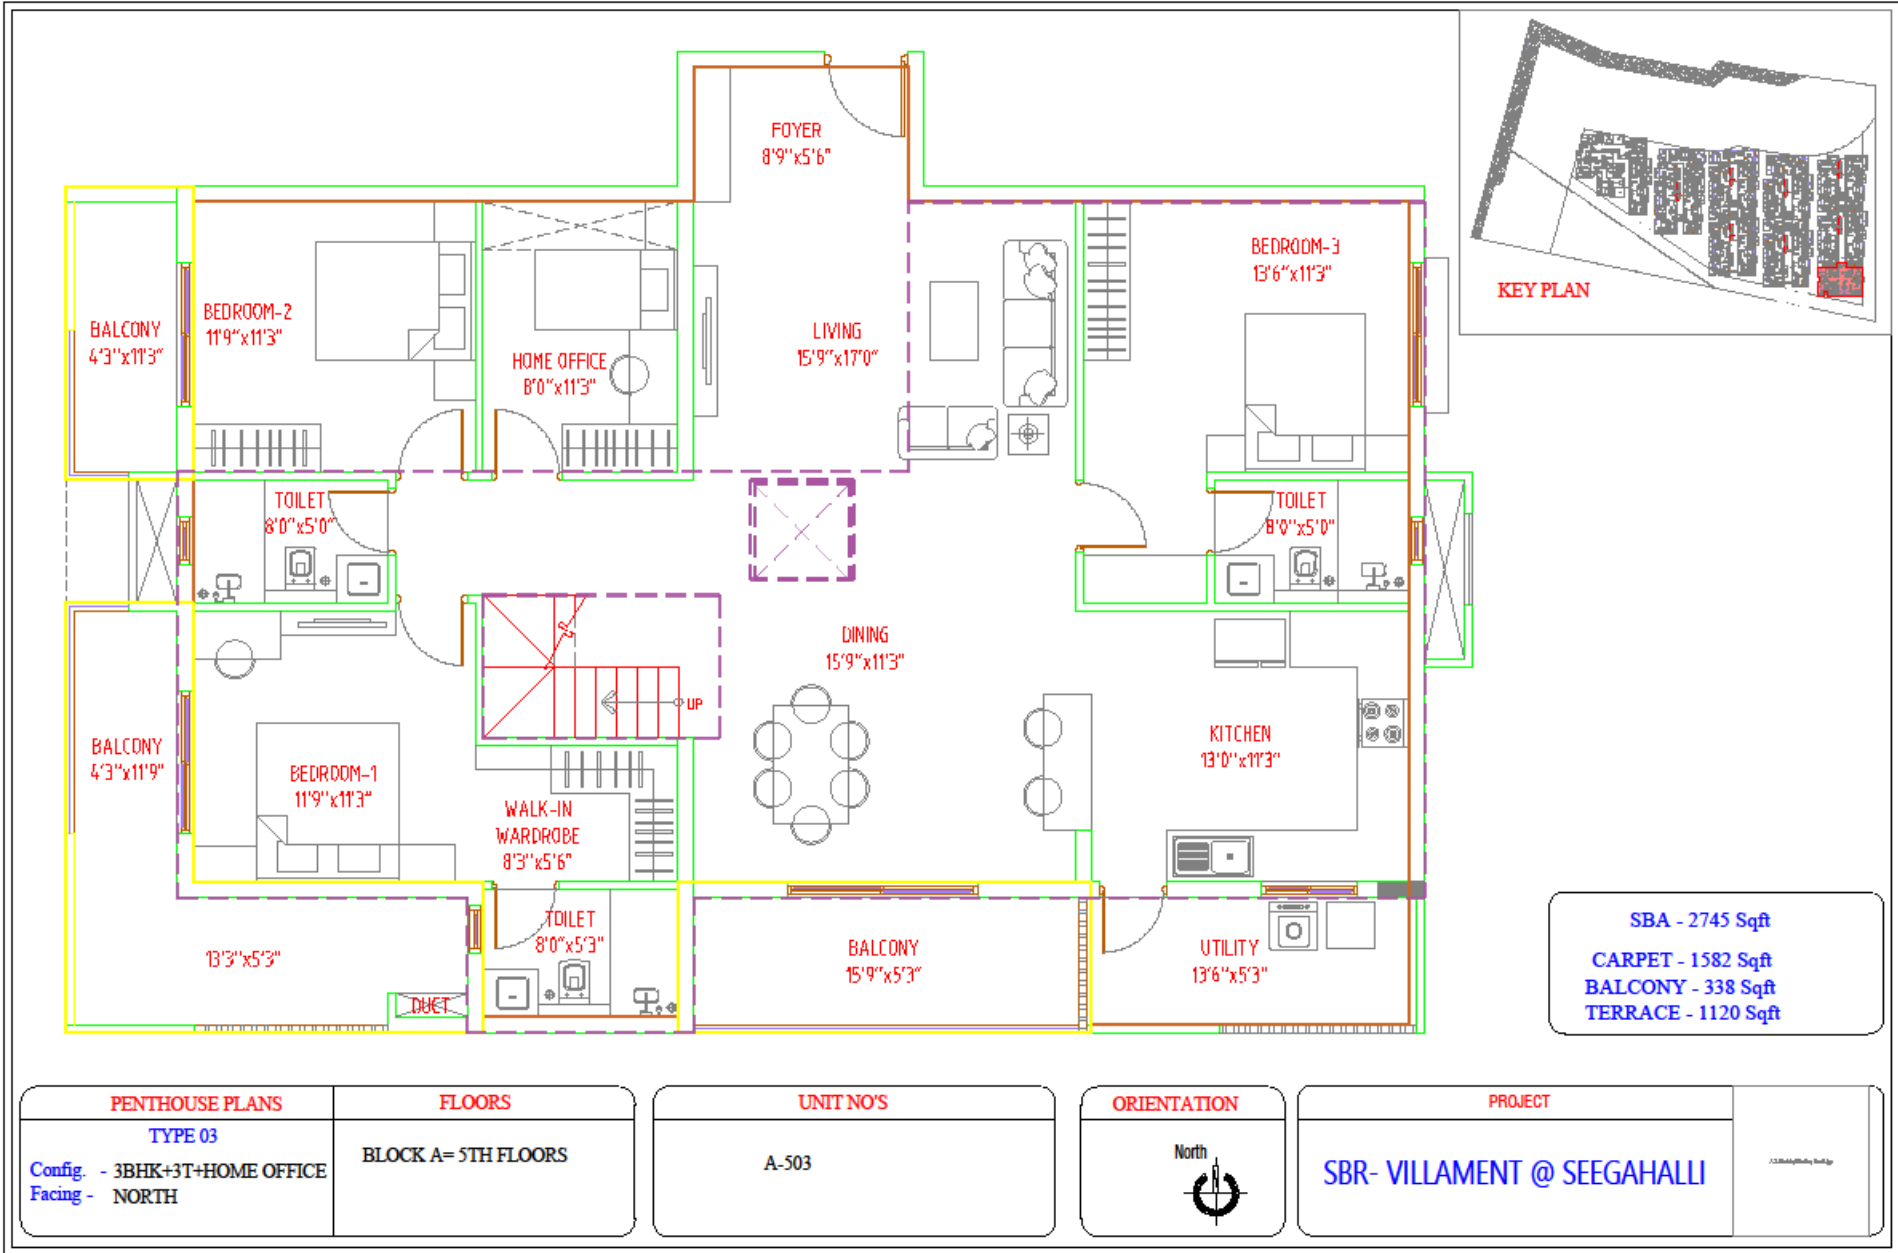 FOYER
8'9"x5'6"
KEY PLAN
BEDROOM-3
13'6"x11'3"
BEDROOM-2
11'9"x11'3"
BALCONY
4'3"x11'3"
HOME OFFICE
8'0"x11'3"
LIVING
15'9"x17'0"
TOILET
8'0"x5'0"
TOILET
8'0"x5'0"
DINING
15'9"x11'3"
UP
KITCHEN
13'0"x11'3"
BALCONY
4'3"x11'9"
BEDROOM-1
11'9"x11'3"
WALK-IN
WARDROBE
8'3"x5'6"
TOILET
8'0"x5'3"
13'3"x5'3"
DUCT
BALCONY
15'9"x5'3"
UTILITY
13'6"x5'3"
SBA - 2745 Sqft
CARPET - 1582 Sqft
BALCONY - 338 Sqft
TERRACE - 1120 Sqft
PENTHOUSE PLANS
TYPE 03
Config. - 3BHK+3T+HOME OFFICE
Facing - NORTH
FLOORS
BLOCK A= 5TH FLOORS
UNIT NO'S
A-503
ORIENTATION
North
PROJECT
SBR- VILLAMENT @ SEEGAHALLI